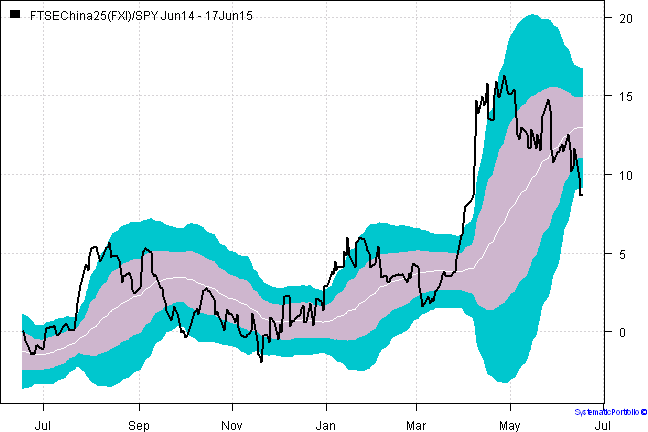 FTSEChina25(FXI)/SPY Jun14 - 17Jun15
20
15
10
5
0
SystematicPortfolio ©
Jul Sep Nov Jan Mar May Jul